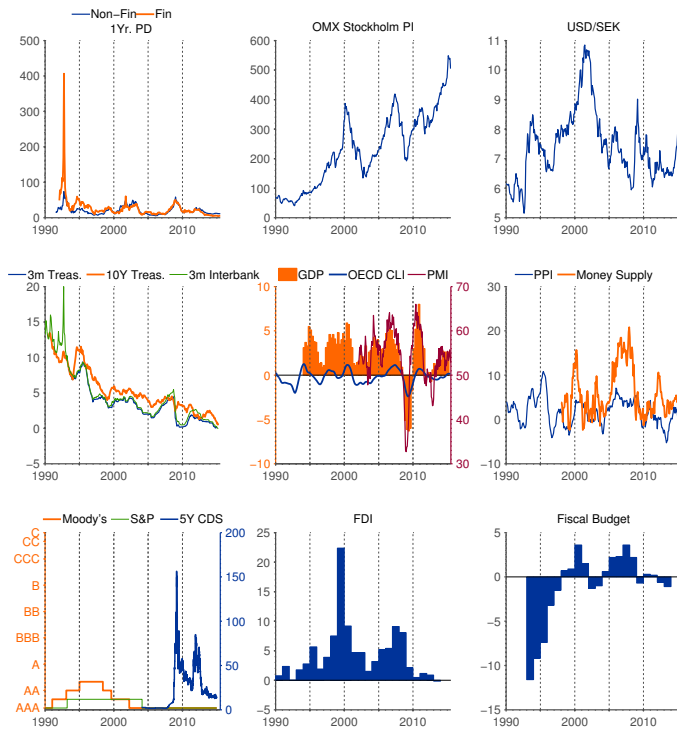 Non−Fin Fin
1Yr. PD
500
400
300
200
100
0
1990 2000 2010
OMX Stockholm PI
600
500
400
300
200
100
0
1990 2000 2010
USD/SEK
11
10
9
8
7
6
5
1990 2000 2010
3m Treas. 10Y Treas. 3m Interbank
20
15
10
5
0
−5
1990 2000 2010
GDP OECD CLI PMI
10 70
5 60
0 50
−5 40
−10 30
1990 2000 2010
PPI Money Supply
30
20
10
0
−10
1990 2000 2010
Moody's S&P 5Y CDS
C 200
CC
CCC
150
B
BB 100
BBB
A 50
AA
AAA 0
1990 2000 2010
FDI
25
20
15
10
5
0
−5
1990 2000 2010
Fiscal Budget
5
0
−5
−10
−15
1990 2000 2010